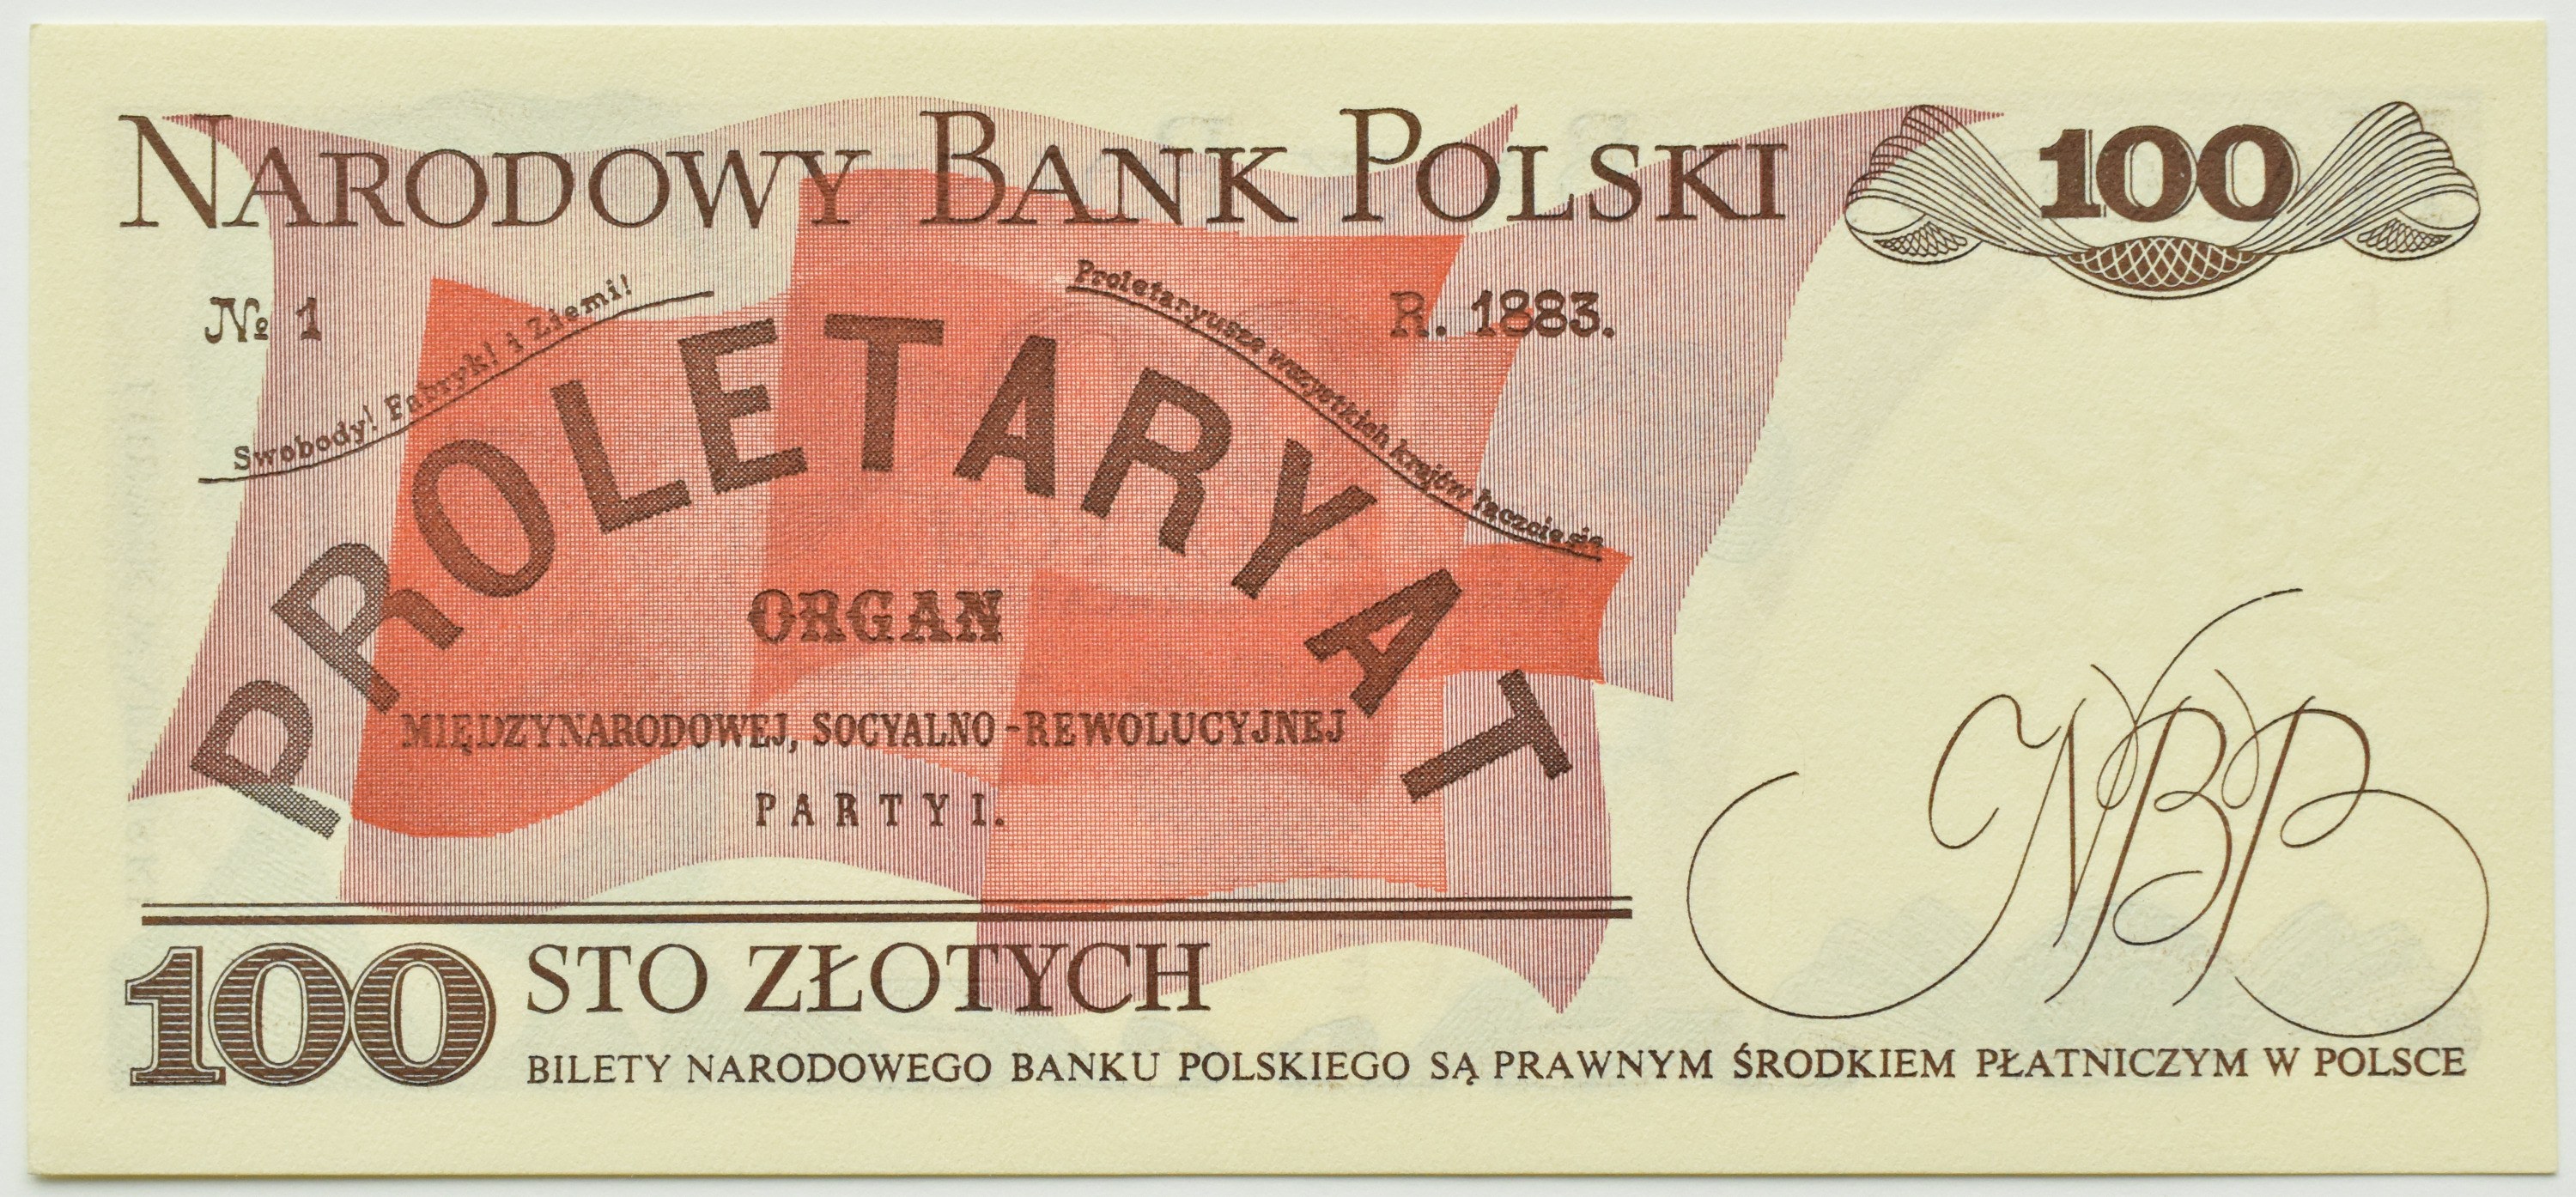 NARODOWY BANK POLSKI
100
№ 1
Swobody! Fabryk! i Ziemi!
Proletaryusze wszystkich krajów łączcie się
R. 1883.
PROLETARYAT
ORGAN
MIĘDZYNARODOWEJ, SOCYALNO-REWOLUCYJNEJ
PARTYI.
NBP
100 STO ZŁOTYCH
BILETY NARODOWEGO BANKU POLSKIEGO SĄ PRAWNYM ŚRODKIEM PŁATNICZYM W POLSCE